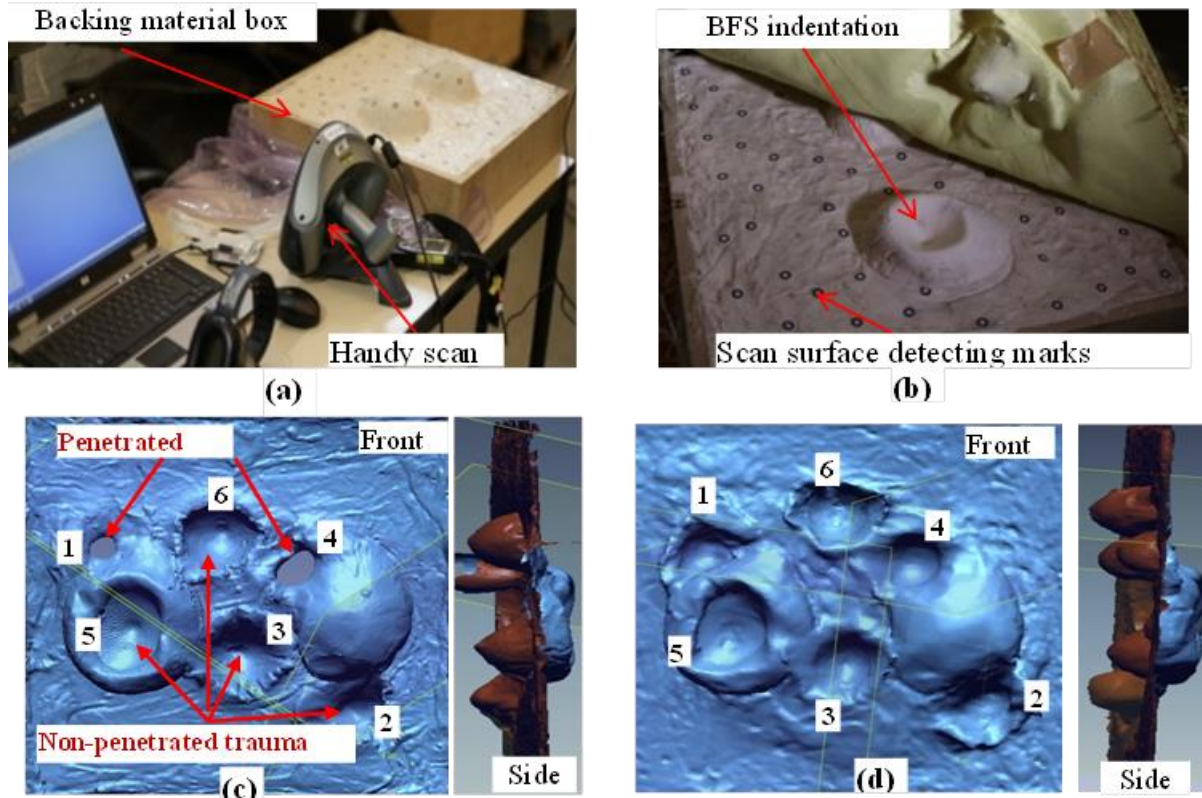 Backing material box
Handy scan
(a)
BFS indentation
Scan surface detecting marks
(b)
Penetrated
Front
6
1
4
5
3
2
Non-penetrated trauma
(c)
Side
Front
6
1
4
5
3
2
(d)
Side